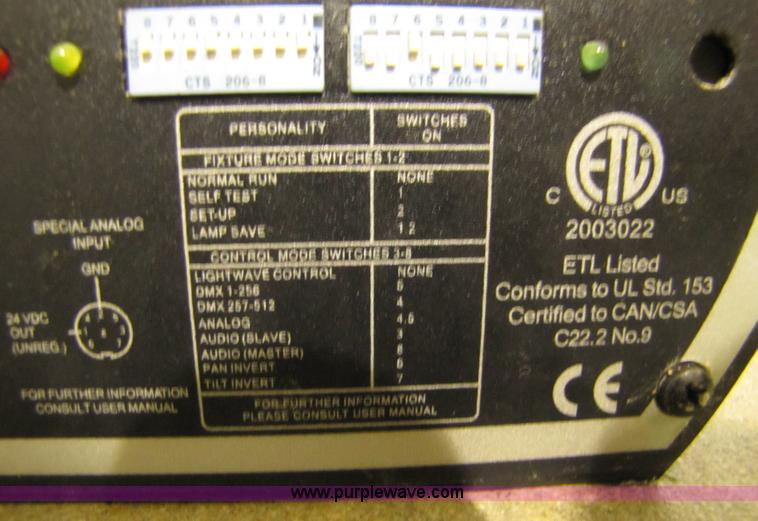 8 7 6 5 4 3 2 1
CTS 206-8
8 7 6 5 4 3 2 1
CTS 206-8
PERSONALITY SWITCHES ON
FIXTURE MODE SWITCHES 1-2
NORMAL RUN NONE
SELF TEST 1
SET-UP 2
LAMP SAVE 1 2
CONTROL MODE SWITCHES 3-8
LIGHTWAVE CONTROL NONE
DMX 1-256 5
DMX 257-512 4
ANALOG 4,5
AUDIO (SLAVE) 3
AUDIO (MASTER) 8
PAN INVERT 6
TILT INVERT 7
FOR FURTHER INFORMATION
PLEASE CONSULT USER MANUAL
SPECIAL ANALOG
INPUT
GND
24 VDC
OUT
(UNREG.)
FOR FURTHER INFORMATION
CONSULT USER MANUAL
ETL
LISTED
C US
2003022
ETL Listed
Conforms to UL Std. 153
Certified to CAN/CSA
C22.2 No.9
CE
www.purplewave.com